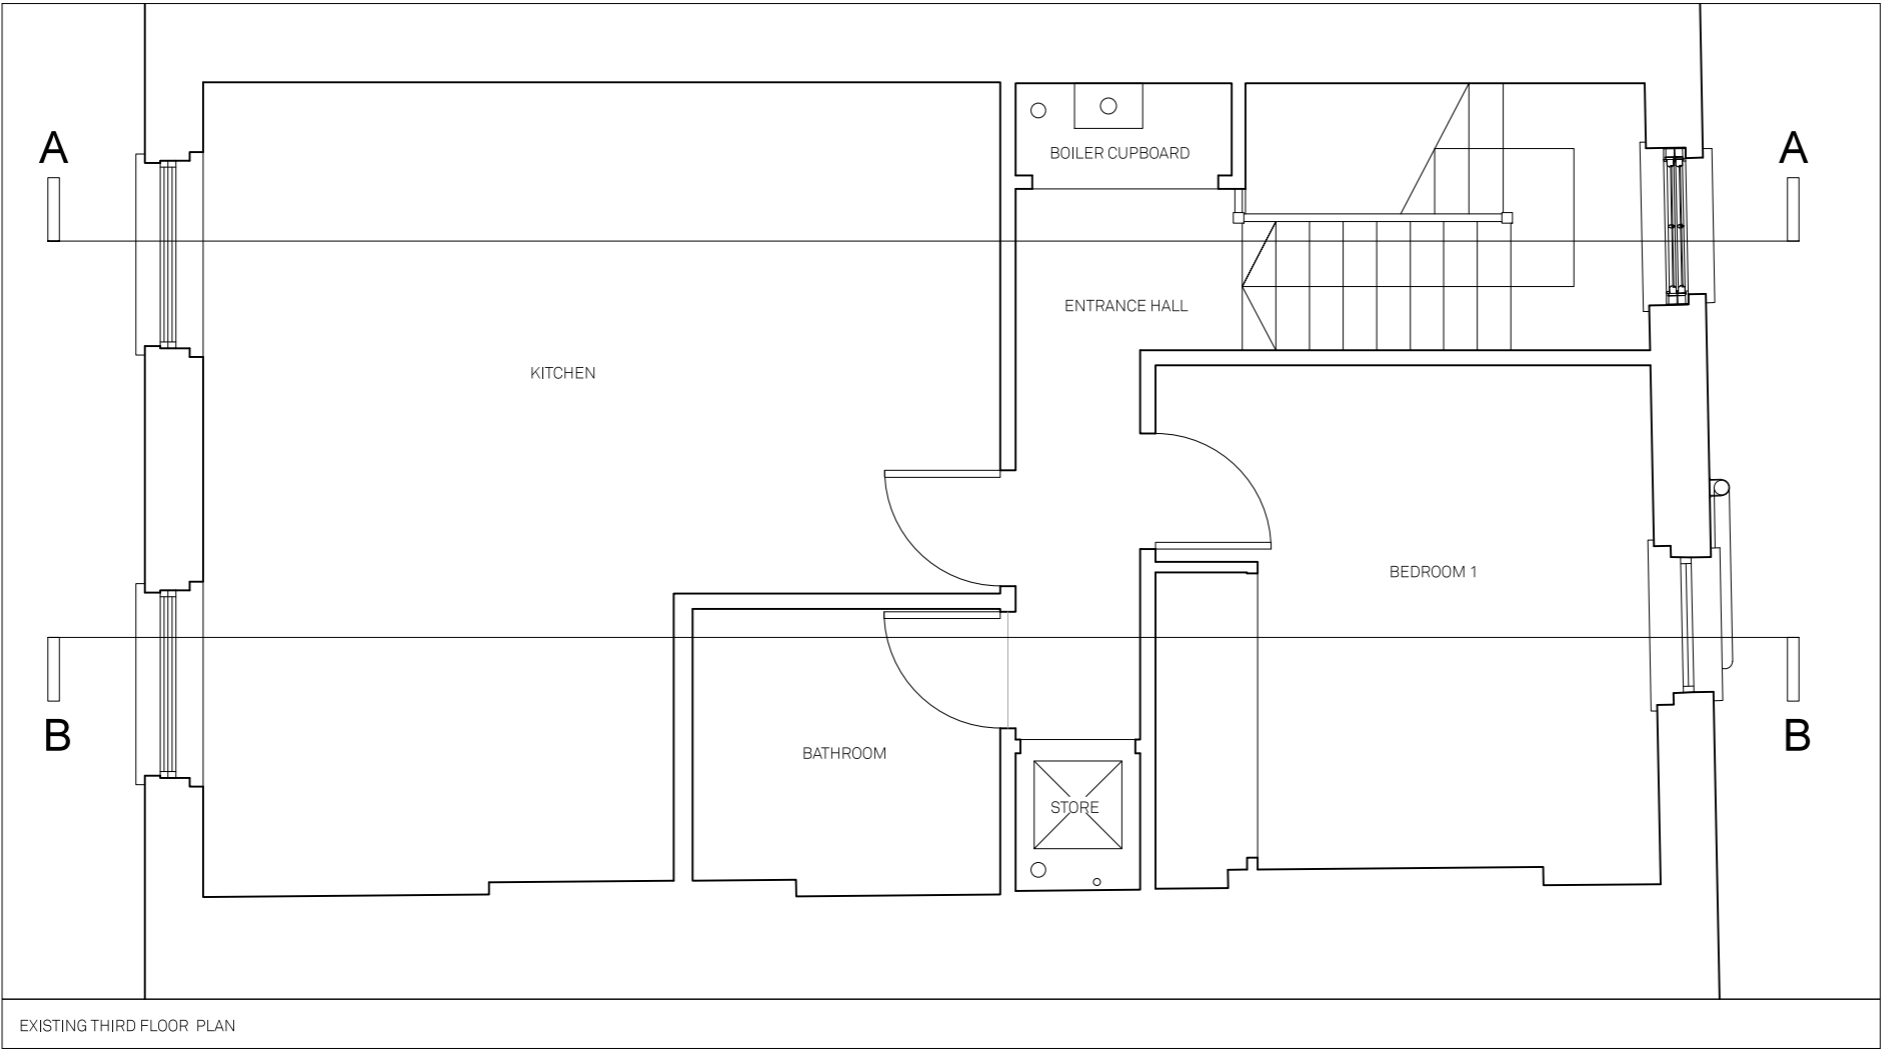 A
A
BOILER CUPBOARD
ENTRANCE HALL
KITCHEN
BEDROOM 1
B
B
BATHROOM
STORE
EXISTING THIRD FLOOR PLAN